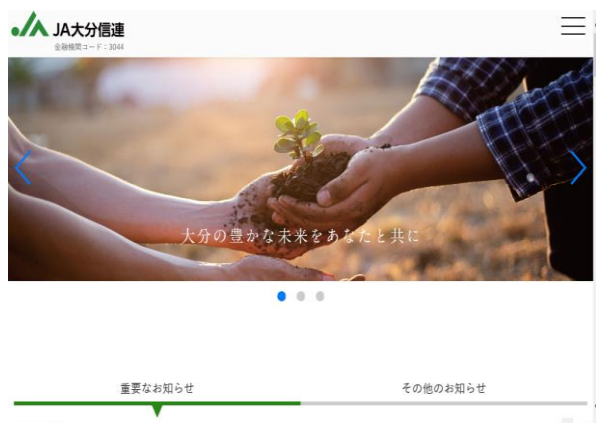 JA大分信連
金融機関コード：3044
大分の豊かな未来をあなたと共に
重要なお知らせ
その他のお知らせ